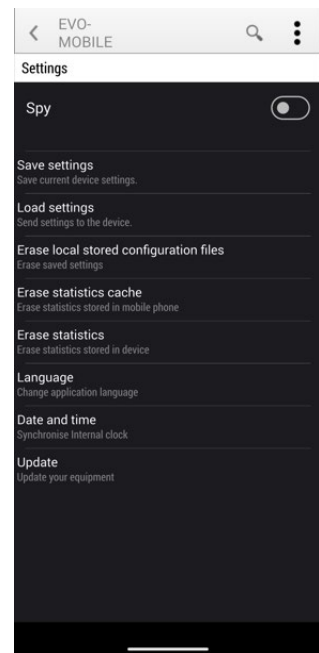 EVO-
MOBILE
Settings
Spy
Save settings
Save current device settings.
Load settings
Send settings to the device.
Erase local stored configuration files
Erase saved settings
Erase statistics cache
Erase statistics stored in mobile phone
Erase statistics
Erase statistics stored in device
Language
Change application language
Date and time
Synchronise Internal clock
Update
Update your equipment